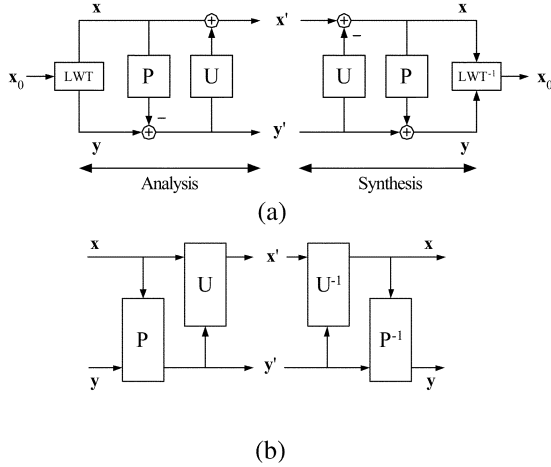 x x' x
x₀ LWT P U U P LWT⁻¹ x₀
+ + − − + +
y y'
Analysis Synthesis
(a)
x x' x
U U⁻¹
P P⁻¹
y y' y
(b)